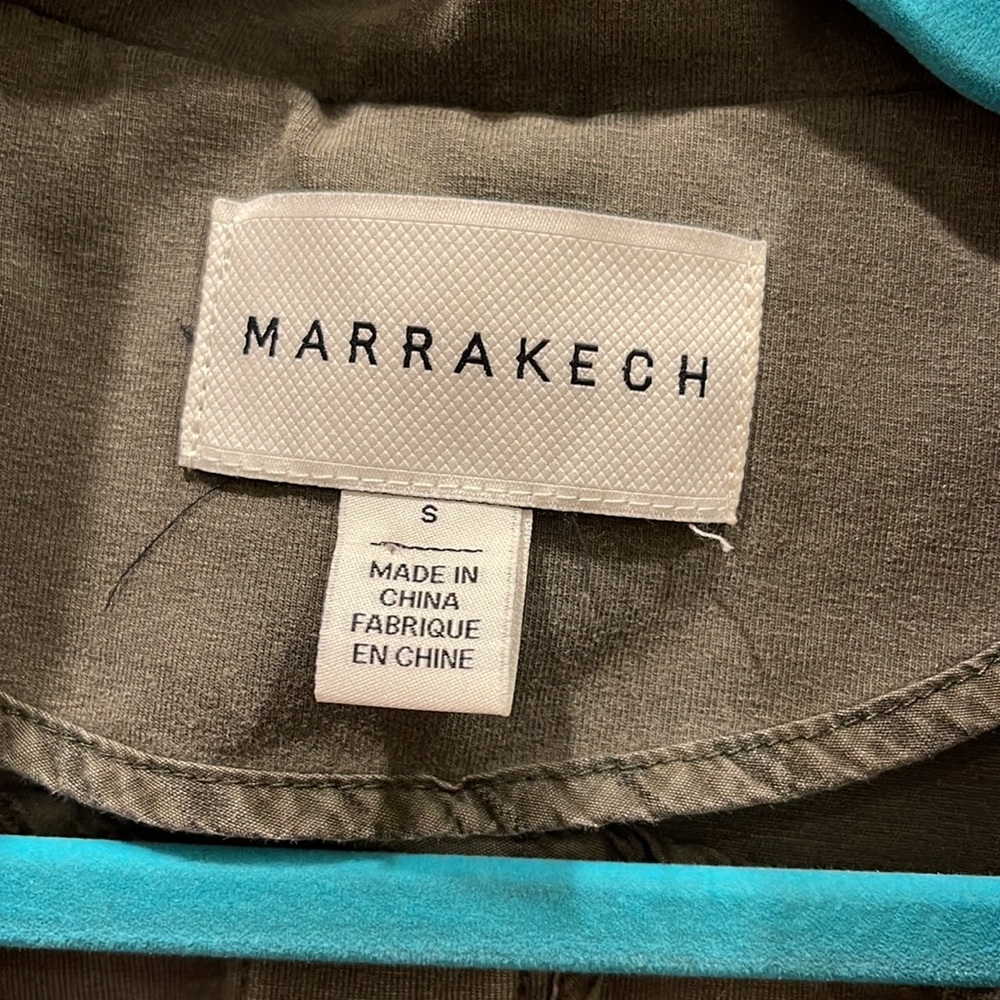 MARRAKECH
S
MADE IN
CHINA
FABRIQUE
EN CHINE